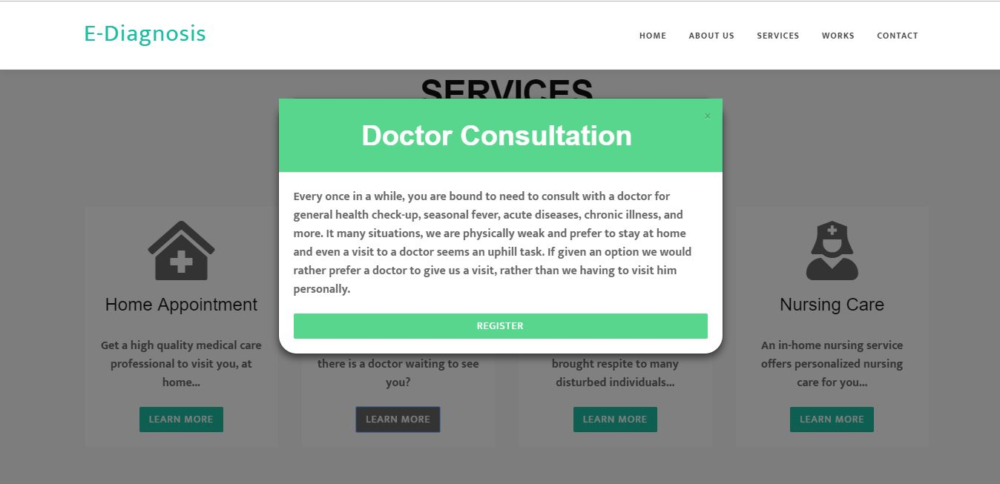 E-Diagnosis
HOME ABOUT US SERVICES WORKS CONTACT
SERVICES
×
Doctor Consultation
Every once in a while, you are bound to need to consult with a doctor for
general health check-up, seasonal fever, acute diseases, chronic illness, and
more. It many situations, we are physically weak and prefer to stay at home
and even a visit to a doctor seems an uphill task. If given an option we would
rather prefer a doctor to give us a visit, rather than we having to visit him
personally.
REGISTER
Home Appointment
Get a high quality medical care
professional to visit you, at
home...
LEARN MORE
there is a doctor waiting to see
you?
LEARN MORE
brought respite to many
disturbed individuals...
LEARN MORE
Nursing Care
An in-home nursing service
offers personalized nursing
care for you...
LEARN MORE